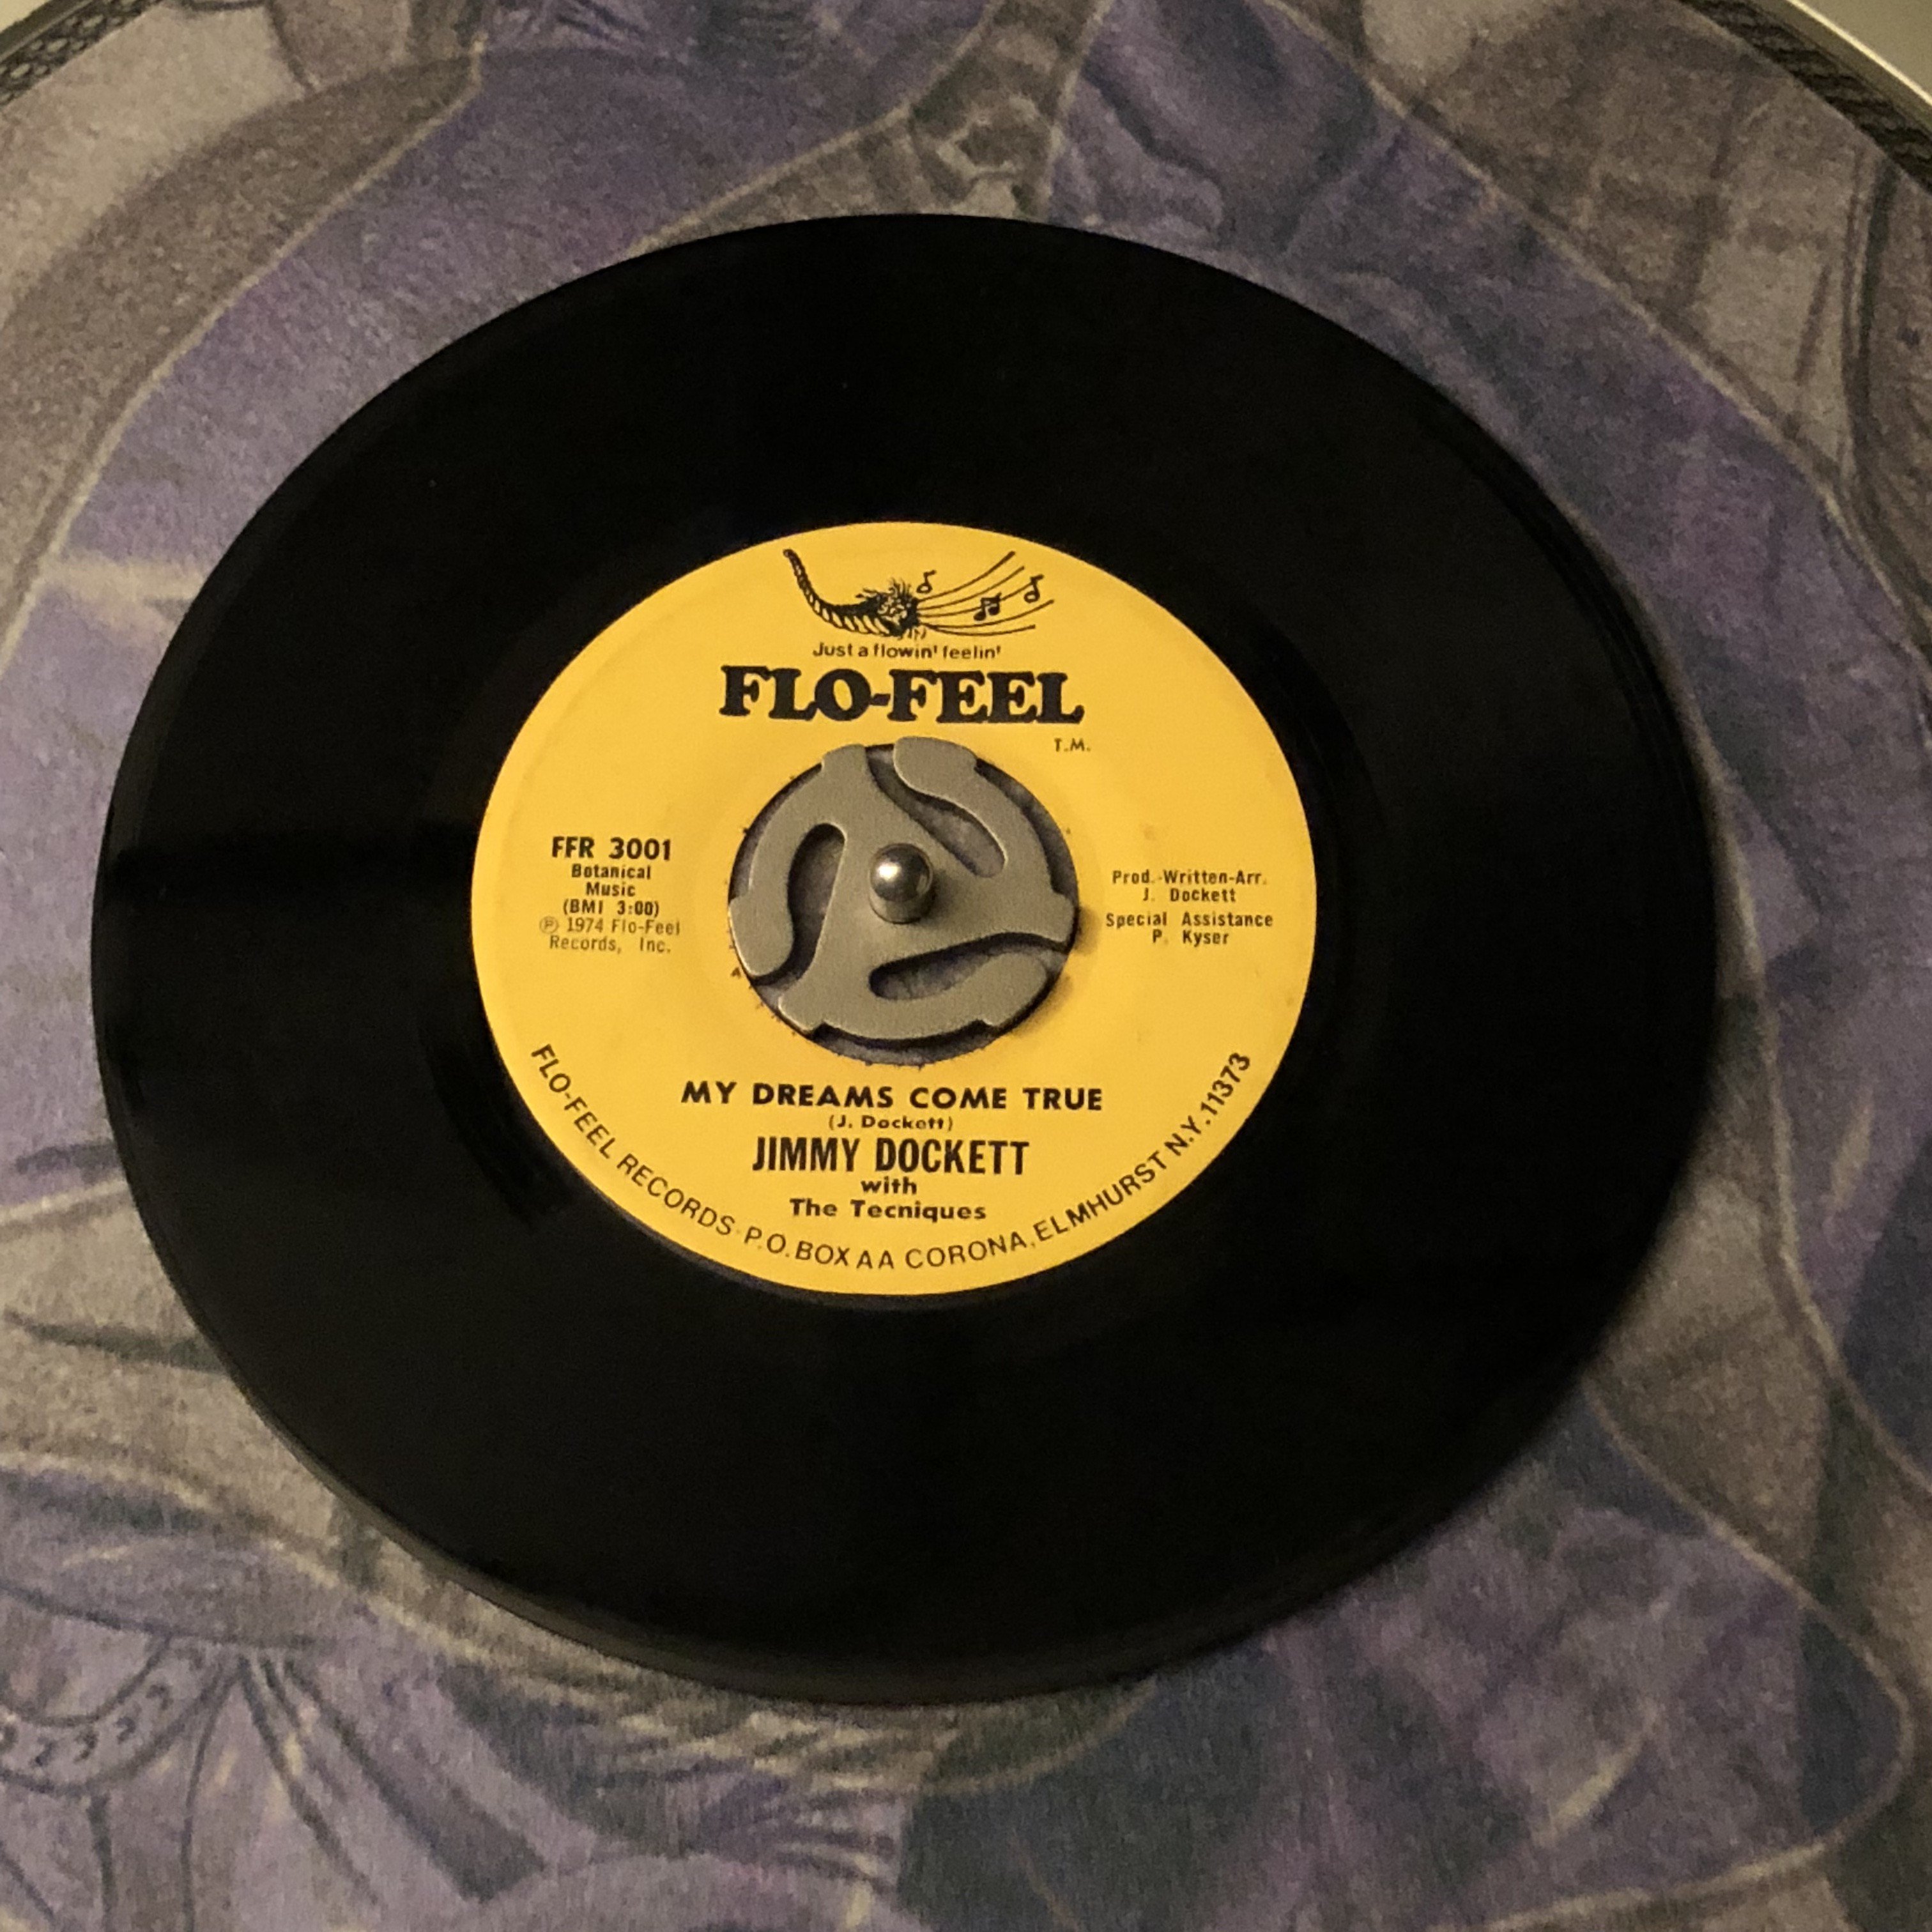 Just a flowin' feelin'
FLO-FEEL
T.M.
FFR 3001
Botanical
Music
(BMI 3:00)
℗ 1974 Flo-Feel
Records, Inc.
Prod.-Written-Arr.
J. Dockett
Special Assistance
P. Kyser
MY DREAMS COME TRUE
(J. Dockett)
JIMMY DOCKETT
with
The Tecniques
FLO-FEEL RECORDS · P.O. BOX AA CORONA, ELMHURST N.Y. 11373